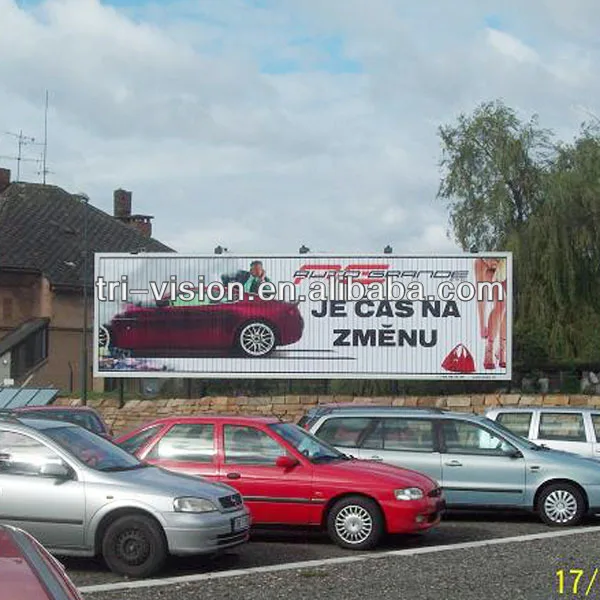 AUTO GRANDE
tri-vision.en.alibaba.com
JE ČAS NA
ZMĚNU
17/